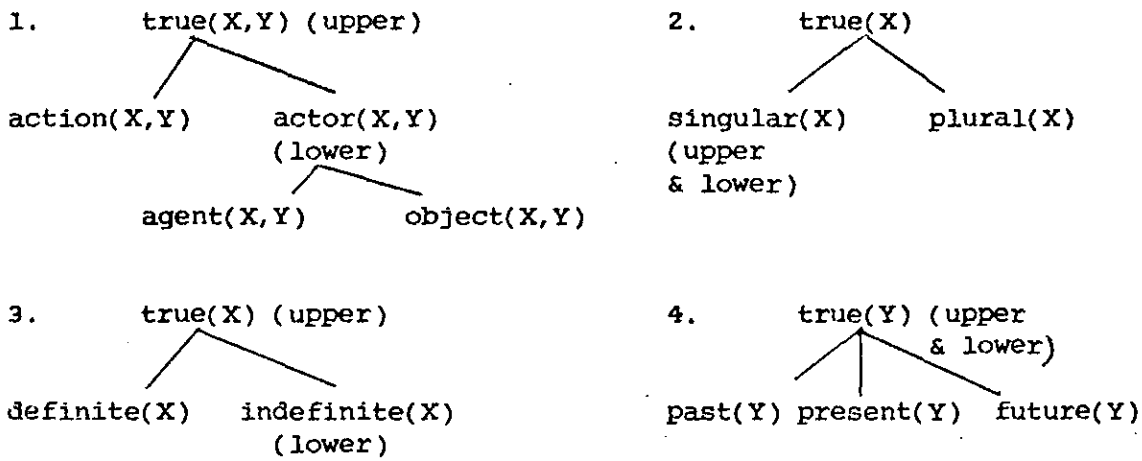 1. true(X,Y) (upper) 2. true(X)
action(X,Y) actor(X,Y) singular(X) plural(X)
(lower) (upper
& lower)
agent(X,Y) object(X,Y)
3. true(X) (upper) 4. true(Y) (upper
& lower)
definite(X) indefinite(X) past(Y) present(Y) future(Y)
(lower)